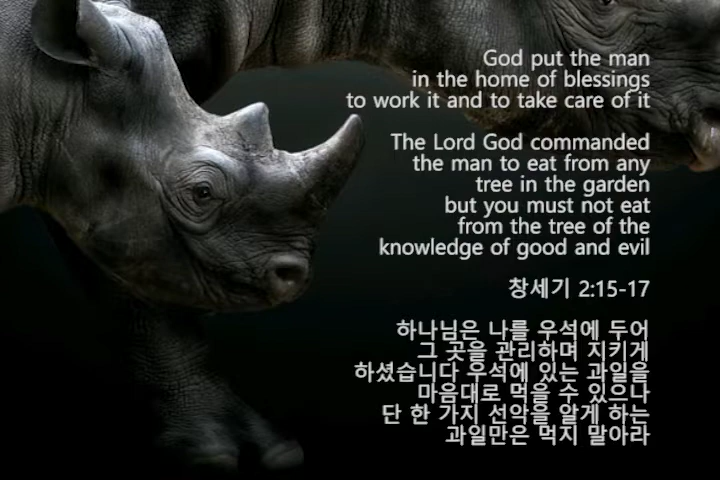 God put the man
in the home of blessings
to work it and to take care of it
The Lord God commanded
the man to eat from any
tree in the garden
but you must not eat
from the tree of the
knowledge of good and evil
창세기 2:15-17
하나님은 나를 우석에 두어
그 곳을 관리하며 지키게
하셨습니다 우석에 있는 과일을
마음대로 먹을 수 있으나
단 한 가지 선악을 알게 하는
과일만은 먹지 말아라